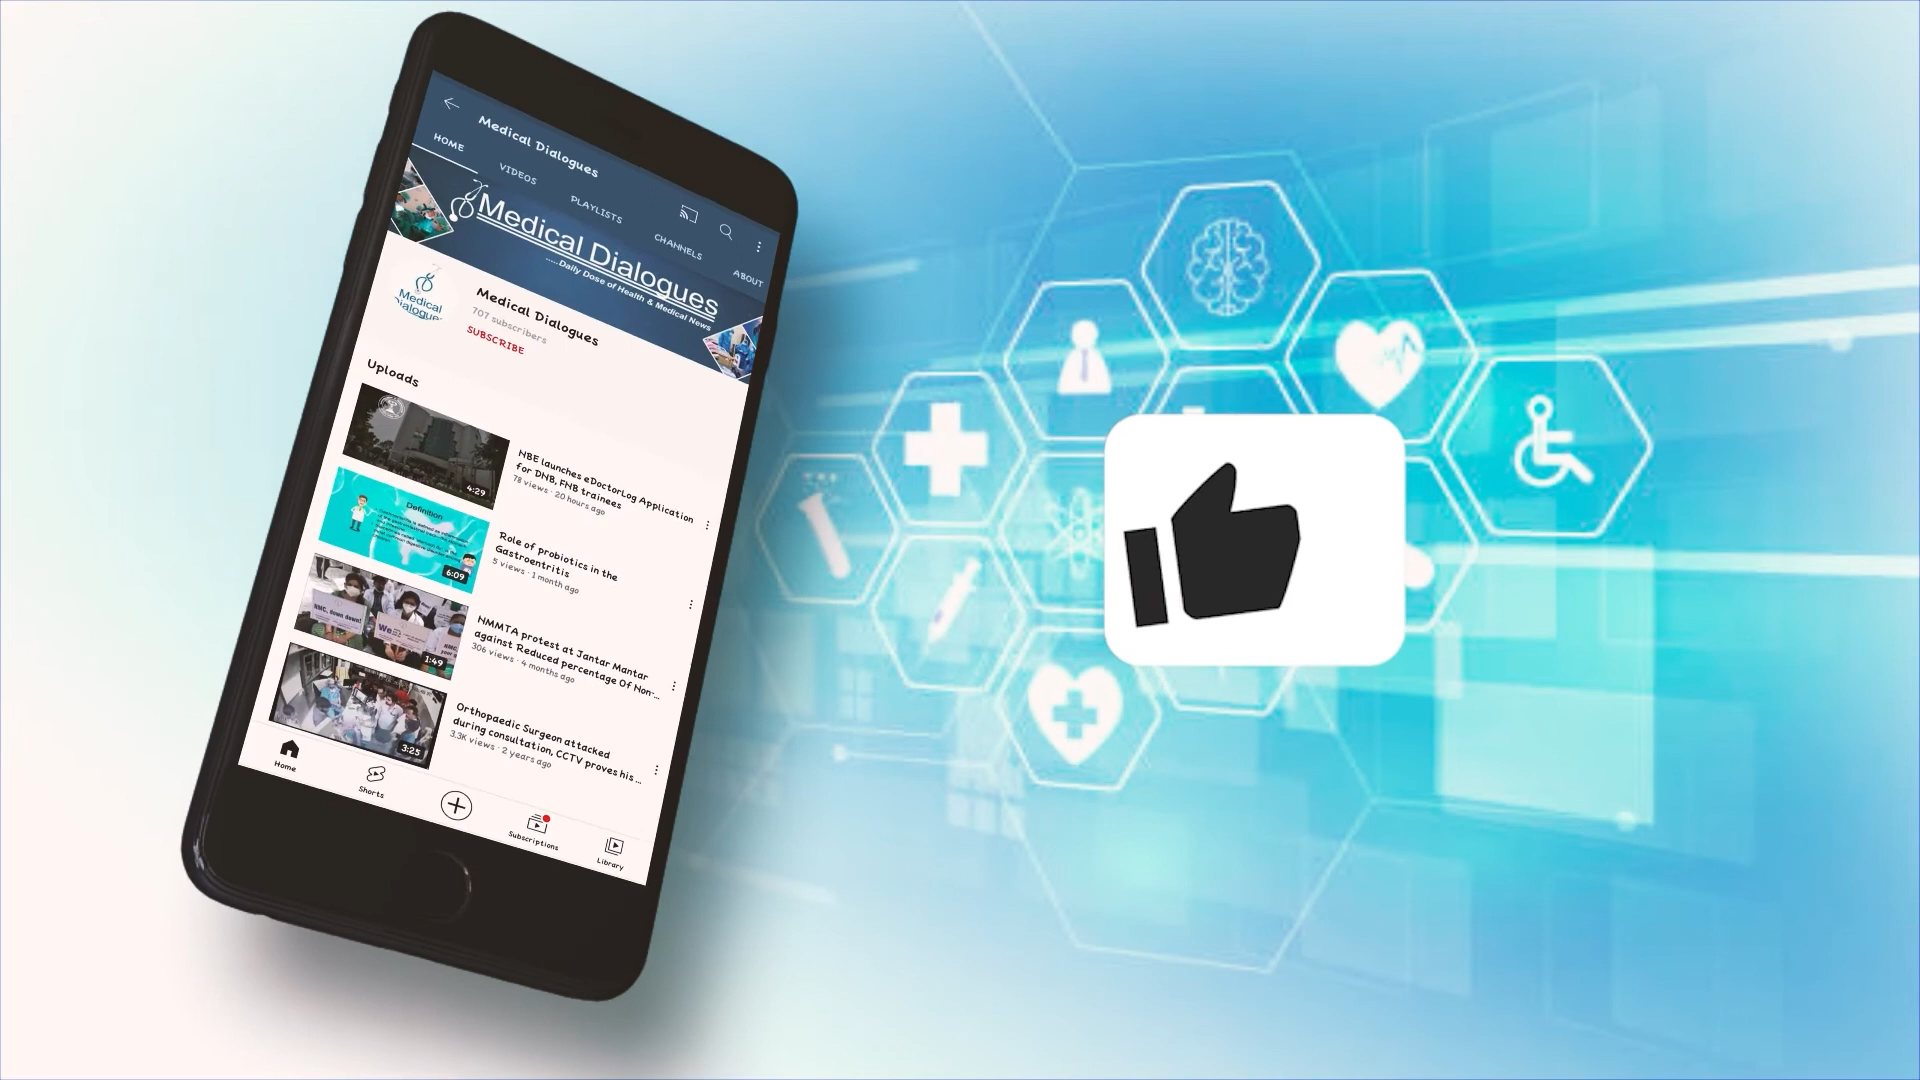 Medical Dialogues
HOME
VIDEOS
PLAYLISTS
CHANNELS
ABOUT
Medical Dialogues
.....Daily Dose of Health & Medical News
Medical
Dialogues
Medical Dialogues
707 subscribers
SUBSCRIBE
Uploads
4:29
NBE launches eDoctorLog Application
for DNB, FNB trainees
78 views · 20 hours ago
Definition
6:09
Role of probiotics in the
Gastroentritis
5 views · 1 month ago
NMC, down down!
We
NMC,
1:49
NMMTA protest at Jantar Mantar
against 'Reduced percentage Of Non-...
306 views · 4 months ago
3:25
Orthopaedic Surgeon attacked
during consultation, CCTV proves his ...
3.3K views · 2 years ago
Home
Shorts
Subscriptions
Library